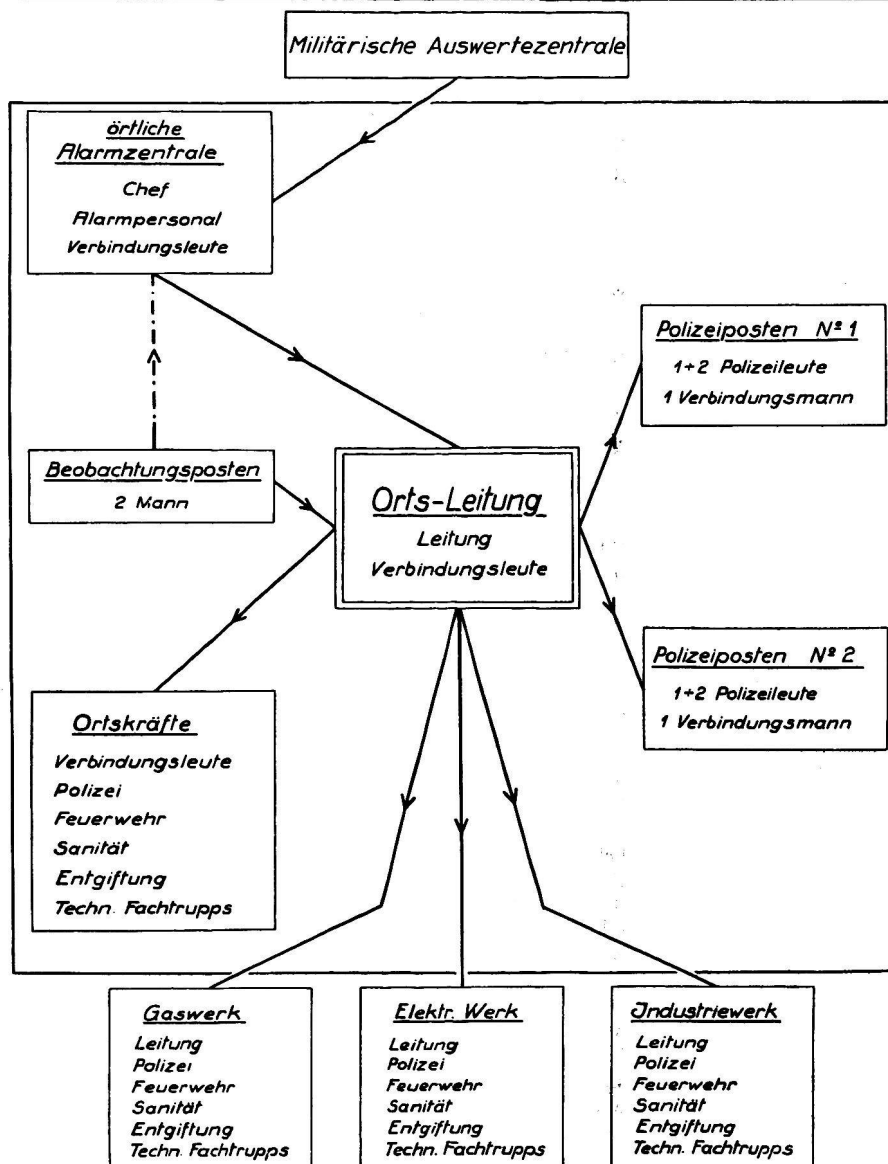 Militärische Auswertezentrale
örtliche
Alarmzentrale
Chef
Alarmpersonal
Verbindungsleute
Polizeiposten Nº 1
1+2 Polizeileute
1 Verbindungsmann
Beobachtungsposten
2 Mann
Orts-Leitung
Leitung
Verbindungsleute
Polizeiposten Nº 2
1+2 Polizeileute
1 Verbindungsmann
Ortskräfte
Verbindungsleute
Polizei
Feuerwehr
Sanität
Entgiftung
Techn. Fachtrupps
Gaswerk
Leitung
Polizei
Feuerwehr
Sanität
Entgiftung
Techn. Fachtrupps
Elektr. Werk
Leitung
Polizei
Feuerwehr
Sanität
Entgiftung
Techn. Fachtrupps
Industriewerk
Leitung
Polizei
Feuerwehr
Sanität
Entgiftung
Techn. Fachtrupps